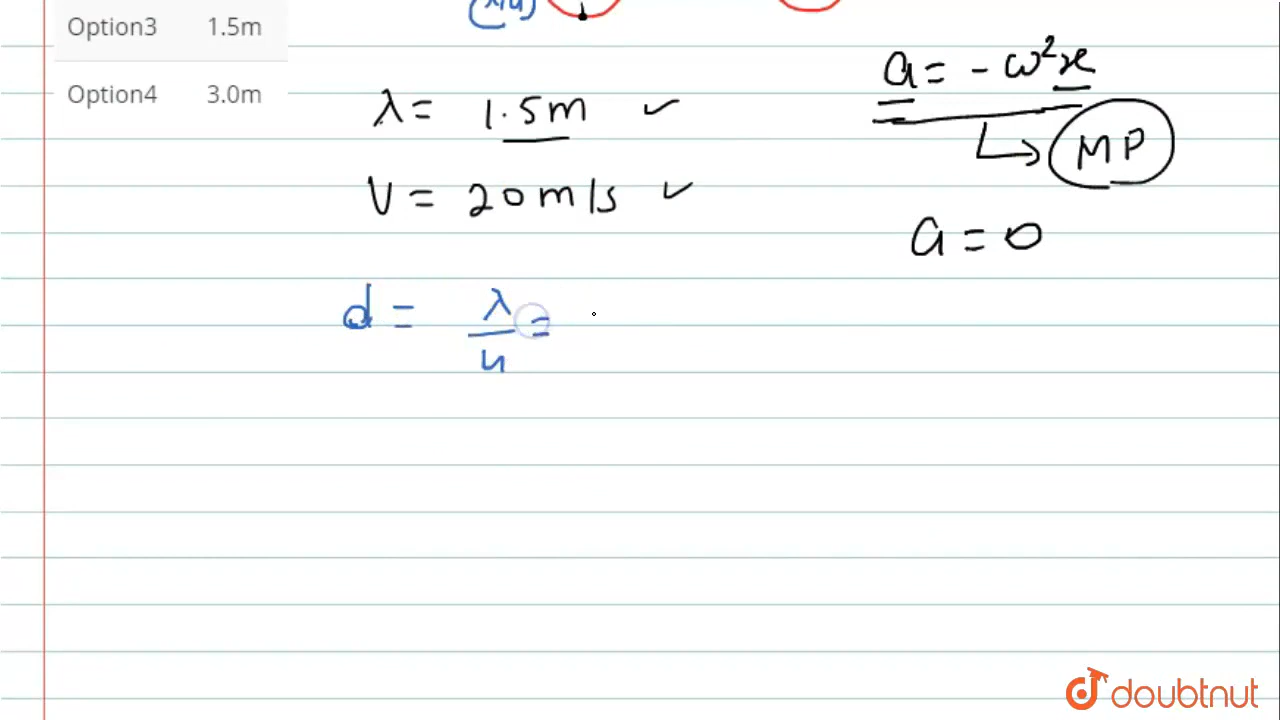 Option3 1.5m
Option4 3.0m
λ = 1.5m ✓
V = 20m/s ✓
a = - ω²x
MP
a = 0
d = λ/4 =
doubtnut